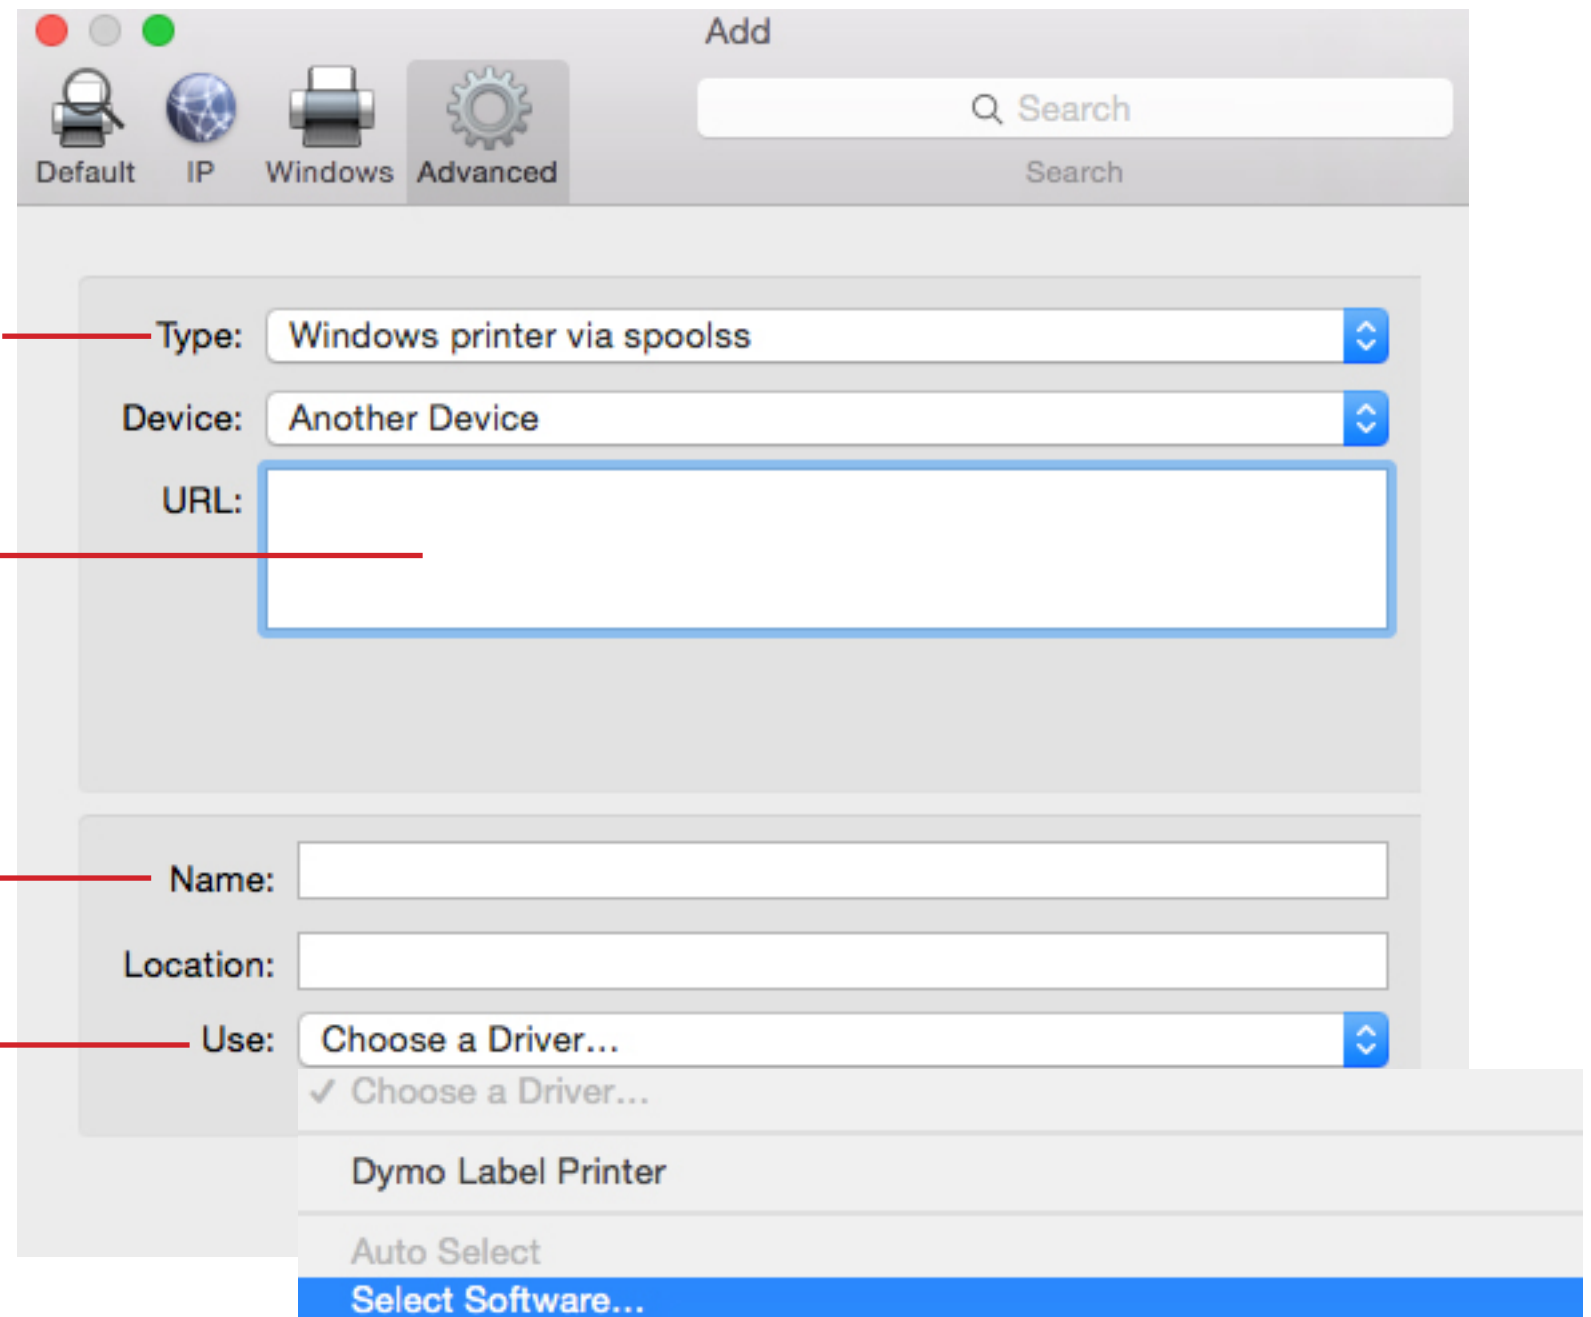 Add
Search
Default IP Windows Advanced Search
Type: Windows printer via spoolss
Device: Another Device
URL:
Name:
Location:
Use: Choose a Driver...
✓ Choose a Driver...
Dymo Label Printer
Auto Select
Select Software...